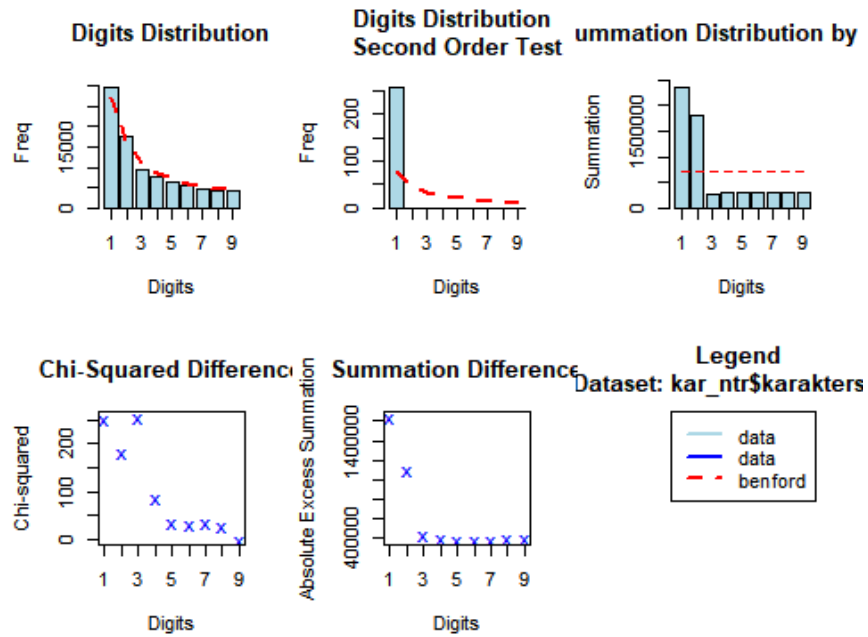 Digits Distribution
Freq
0
15000
1 3 5 7 9
Digits
Digits Distribution
Second Order Test
Freq
0
100
200
1 3 5 7 9
Digits
ummation Distribution by
Summation
0
1500000
1 3 5 7 9
Digits
Chi-Squared Difference
Chi-squared
0
100
200
1 3 5 7 9
Digits
Summation Difference
Absolute Excess Summation
400000
1400000
1 3 5 7 9
Digits
Legend
Dataset: kar_ntr$karakters
data
data
benford